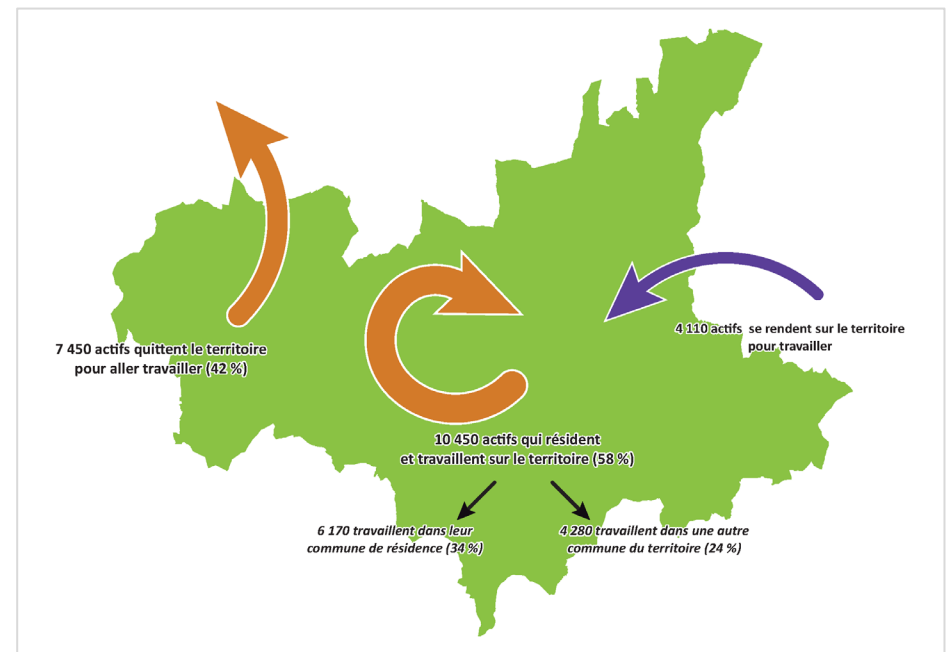 4 110 actifs se rendent sur le territoire
pour travailler
7 450 actifs quittent le territoire
pour aller travailler (42 %)
10 450 actifs qui résident
et travaillent sur le territoire (58 %)
6 170 travaillent dans leur
commune de résidence (34 %)
4 280 travaillent dans une autre
commune du territoire (24 %)